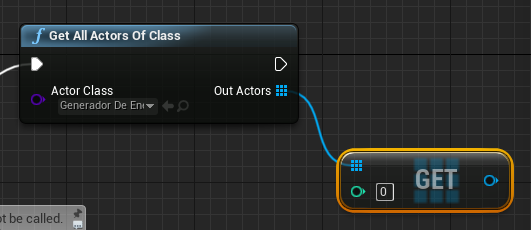 f Get All Actors Of Class
Actor Class
Out Actors
Generador De Ene
0
GET
ot be called.